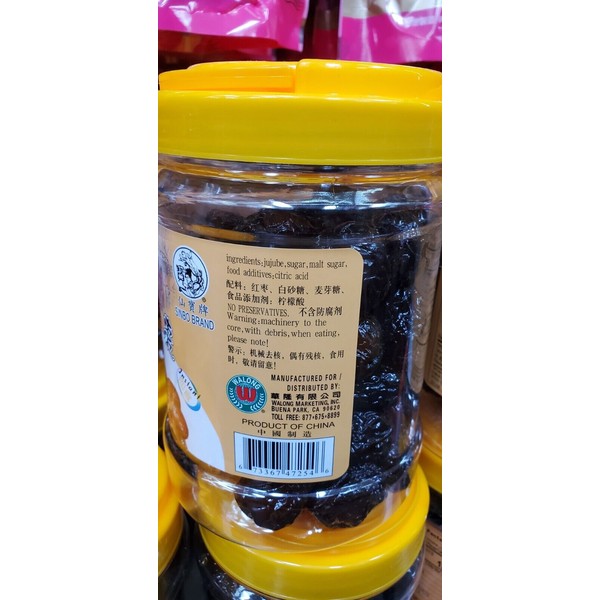 ingredients:jujube,sugar,malt sugar,
food additives:citric acid
配料：红枣、白砂糖、麦芽糖、
食品添加剂：柠檬酸
NO PRESERVATIVES. 不含防腐剂
Warning:machinery to the
core,with debris,when eating,
please note!
警示：机械去核，偶有残核，食用
时，敬请留意!
仙寶牌
SINBO BRAND
WALONG
MANUFACTURED FOR /
DISTRIBUTED BY:
華隆有限公司
WALONG MARKETING, INC.
BUENA PARK, CA 90620
TOLL FREE: 877•675•8899
PRODUCT OF CHINA
中國制造
6 73367 47254 6